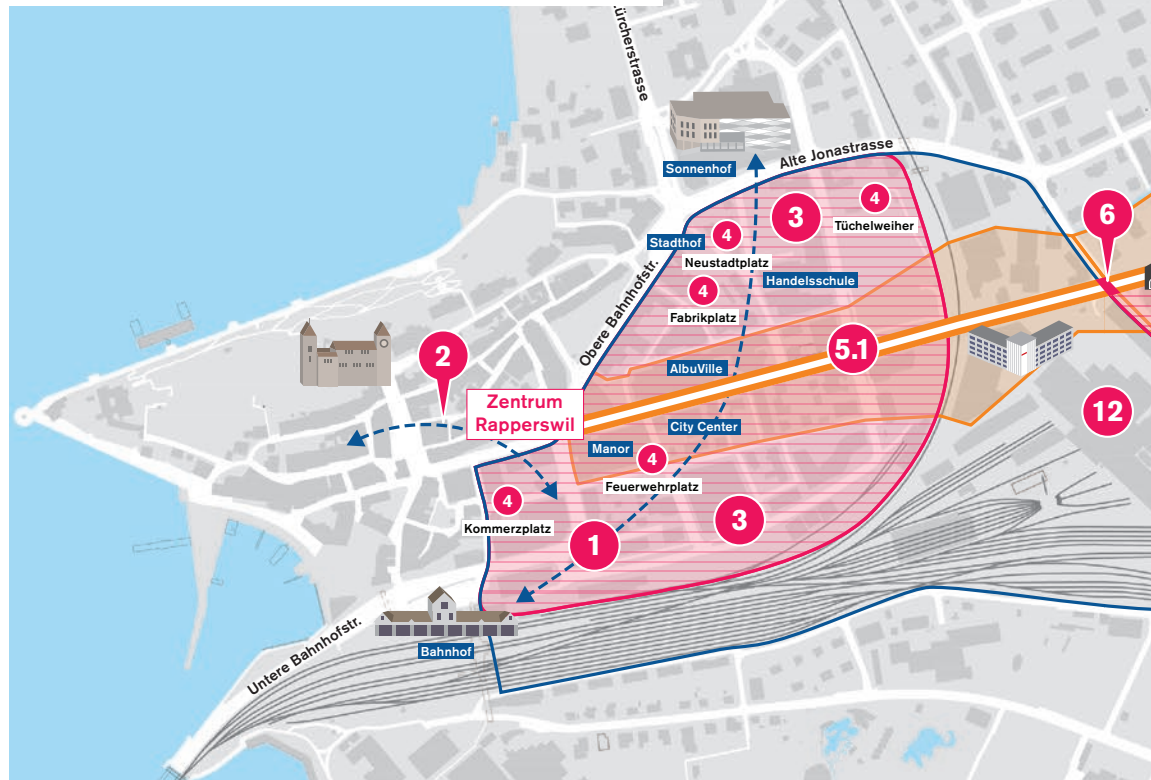 Zürcherstrasse
Alte Jonastrasse
Sonnenhof
6
3
4
Tüchelweiher
4
Stadthof
Neustadtplatz
Handelsschule
4
Fabrikplatz
Obere Bahnhofstr.
5.1
2
AlbuVille
Zentrum
Rapperswil
12
City Center
Manor
4
Feuerwehrplatz
4
Kommerzplatz
3
1
Bahnhof
Untere Bahnhofstr.